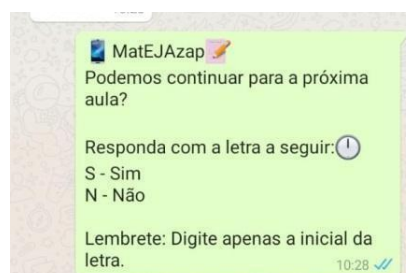 MatEJAzap
Podemos continuar para a próxima
aula?
Responda com a letra a seguir:
S - Sim
N - Não
Lembrete: Digite apenas a inicial da
letra.
10:28